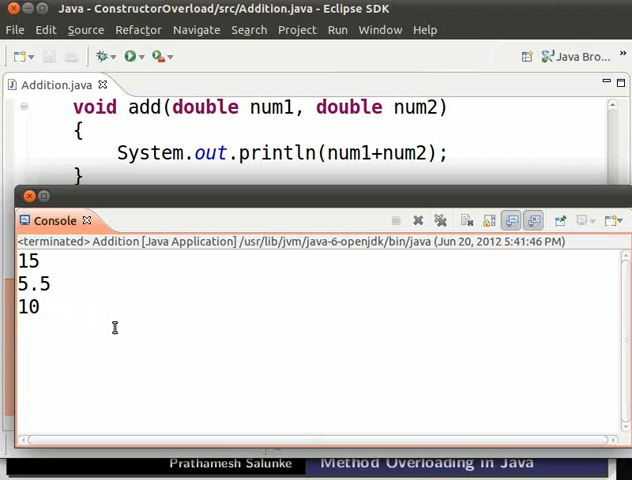 Java - ConstructorOverload/src/Addition.java - Eclipse SDK
File Edit Source Refactor Navigate Search Project Run Window Help
Java Bro... »
Addition.java
void add(double num1, double num2)
{
System.out.println(num1+num2);
}
Console
<terminated> Addition [Java Application] /usr/lib/jvm/java-6-openjdk/bin/java (Jun 20, 2012 5:41:46 PM)
15
5.5
10
Prathamesh Salunke Method Overloading in Java